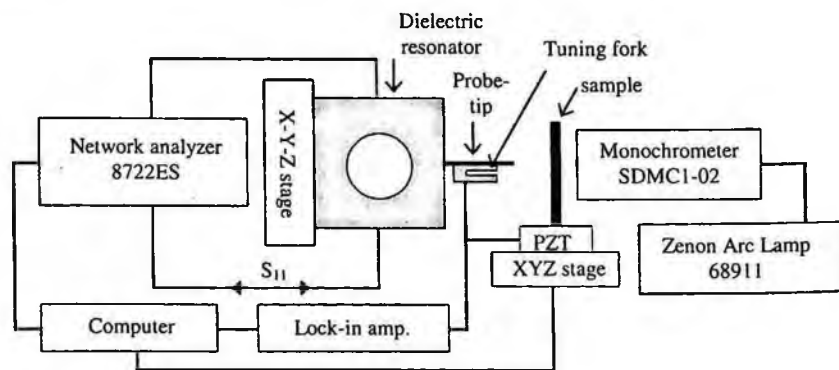 Dielectric
resonator
Tuning fork
Probe-
tip
sample
X-Y-Z stage
Network analyzer
8722ES
Monochrometer
SDMC1-02
PZT
XYZ stage
Zenon Arc Lamp
68911
S11
Computer
Lock-in amp.